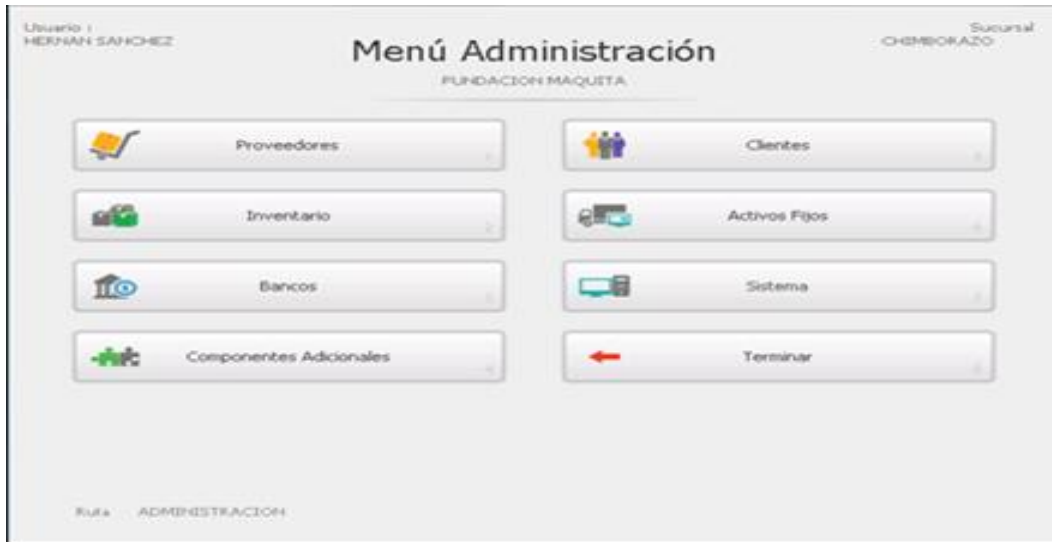 Usuario :
HERNAN SANCHEZ
Sucursal
CHIMBORAZO
Menú Administración
FUNDACION MAQUITA
Proveedores
Clientes
Inventario
Activos Fijos
Bancos
Sistema
Componentes Adicionales
Terminar
Ruta ADMINISTRACION